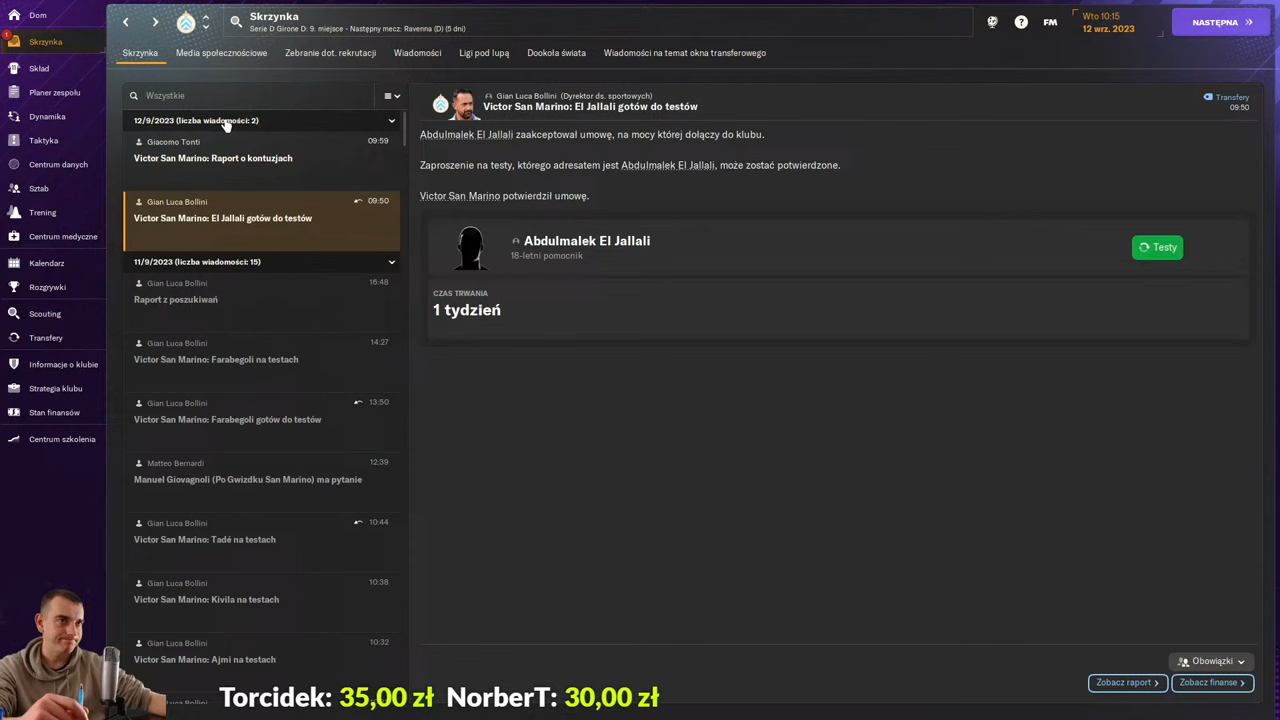 Dom
1
Skrzynka
Skład
Planer zespołu
Dynamika
Taktyka
Centrum danych
Sztab
Trening
Centrum medyczne
Kalendarz
Rozgrywki
Scouting
Transfery
Informacje o klubie
Strategia klubu
Stan finansów
Centrum szkolenia
Skrzynka
Serie D Girone D: 9. miejsce - Następny mecz: Ravenna (D) (5 dni)
?
FM
Wto 10:15
12 wrz. 2023
NASTĘPNA
Skrzynka
Media społecznościowe
Zebranie dot. rekrutacji
Wiadomości
Ligi pod lupą
Dookoła świata
Wiadomości na temat okna transferowego
Wszystkie
12/9/2023 (liczba wiadomości: 2)
Giacomo Tonti 09:59
Victor San Marino: Raport o kontuzjach
Gian Luca Bollini 09:50
Victor San Marino: El Jallali gotów do testów
11/9/2023 (liczba wiadomości: 15)
Gian Luca Bollini 16:48
Raport z poszukiwań
Gian Luca Bollini 14:27
Victor San Marino: Farabegoli na testach
Gian Luca Bollini 13:50
Victor San Marino: Farabegoli gotów do testów
Matteo Bernardi 12:39
Manuel Giovagnoli (Po Gwizdku San Marino) ma pytanie
Gian Luca Bollini 10:44
Victor San Marino: Tadé na testach
Gian Luca Bollini 10:38
Victor San Marino: Kivila na testach
Gian Luca Bollini 10:32
Victor San Marino: Ajmi na testach
Gian Luca Bollini (Dyrektor ds. sportowych)
Victor San Marino: El Jallali gotów do testów
Transfery
09:50
Abdulmalek El Jallali zaakceptował umowę, na mocy której dołączy do klubu.
Zaproszenie na testy, którego adresatem jest Abdulmalek El Jallali, może zostać potwierdzone.
Victor San Marino potwierdził umowę.
Abdulmalek El Jallali
18-letni pomocnik
Testy
CZAS TRWANIA
1 tydzień
Obowiązki
Zobacz raport
Zobacz finanse
Torcidek: 35,00 zł NorberT: 30,00 zł